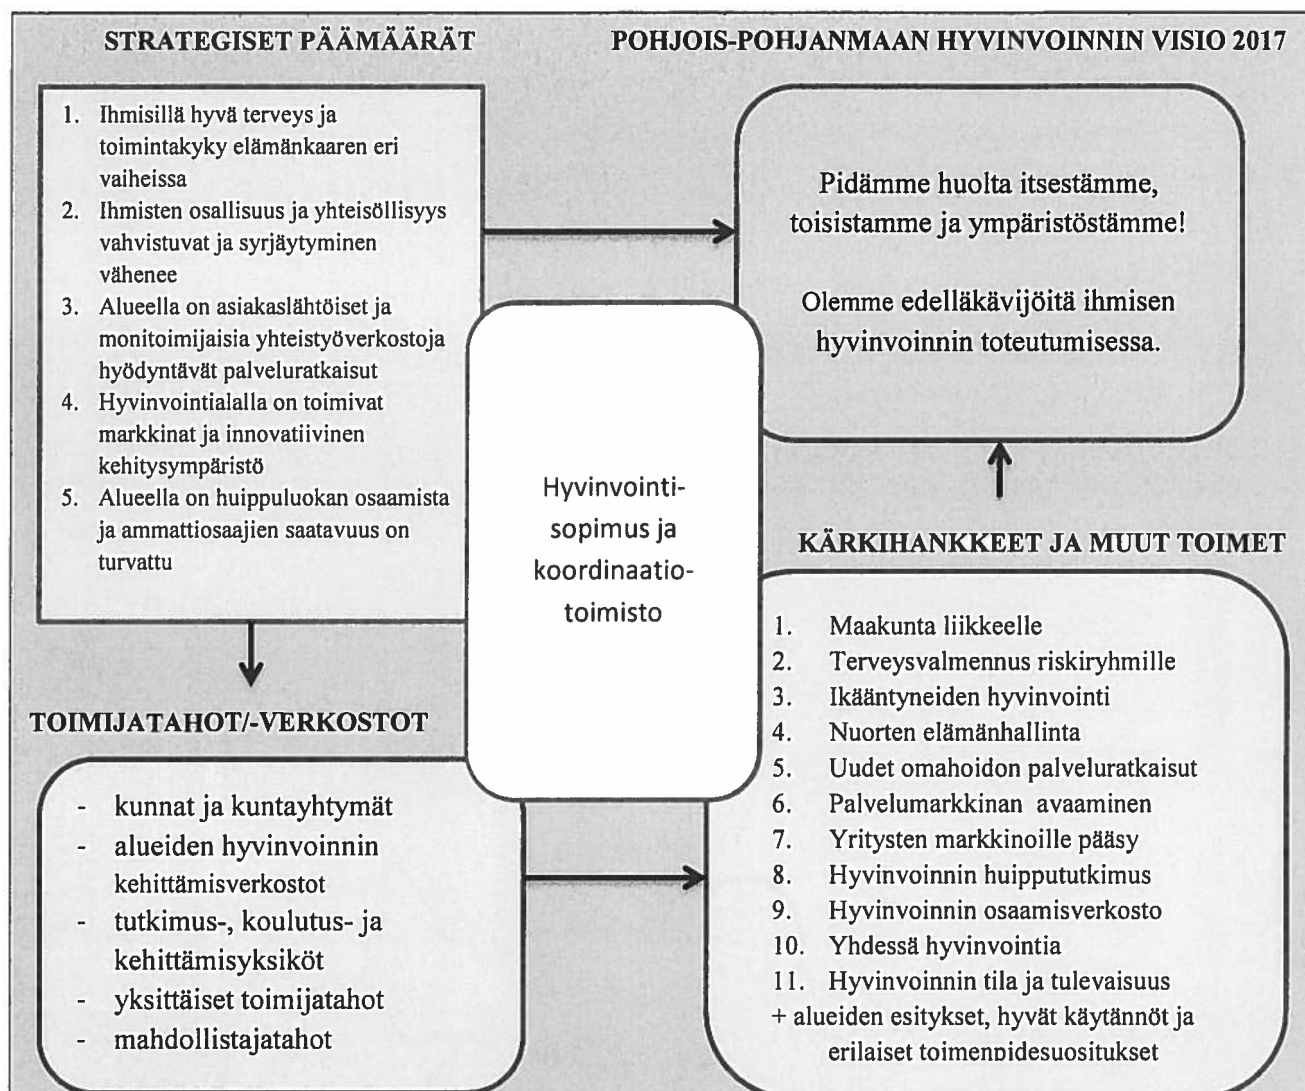 STRATEGISET PÄÄMÄÄRÄT
1. Ihmisillä hyvä terveys ja
toimintakyky elämänkaaren eri
vaiheissa
2. Ihmisten osallisuus ja yhteisöllisyys
vahvistuvat ja syrjäytyminen
vähenee
3. Alueella on asiakaslähtöiset ja
monitoimijaisia yhteistyöverkostoja
hyödyntävät palveluratkaisut
4. Hyvinvointialalla on toimivat
markkinat ja innovatiivinen
kehitysympäristö
5. Alueella on huippuluokan osaamista
ja ammattiosaajien saatavuus on
turvattu
POHJOIS-POHJANMAAN HYVINVOINNIN VISIO 2017
Pidämme huolta itsestämme,
toisistamme ja ympäristöstämme!
Olemme edelläkävijöitä ihmisen
hyvinvoinnin toteutumisessa.
Hyvinvointi-
sopimus ja
koordinaatio-
toimisto
TOIMIJATAHOT/-VERKOSTOT
- kunnat ja kuntayhtymät
- alueiden hyvinvoinnin
kehittämisverkostot
- tutkimus-, koulutus- ja
kehittämisyksiköt
- yksittäiset toimijatahot
- mahdollistajatahot
KÄRKIHANKKEET JA MUUT TOIMET
1. Maakunta liikkeelle
2. Terveysvalmennus riskiryhmille
3. Ikääntyneiden hyvinvointi
4. Nuorten elämänhallinta
5. Uudet omahoidon palveluratkaisut
6. Palvelumarkkinan avaaminen
7. Yritysten markkinoille pääsy
8. Hyvinvoinnin huippututkimus
9. Hyvinvoinnin osaamisverkosto
10. Yhdessä hyvinvointia
11. Hyvinvoinnin tila ja tulevaisuus
+ alueiden esitykset, hyvät käytännöt ja
erilaiset toimenpidesuositukset